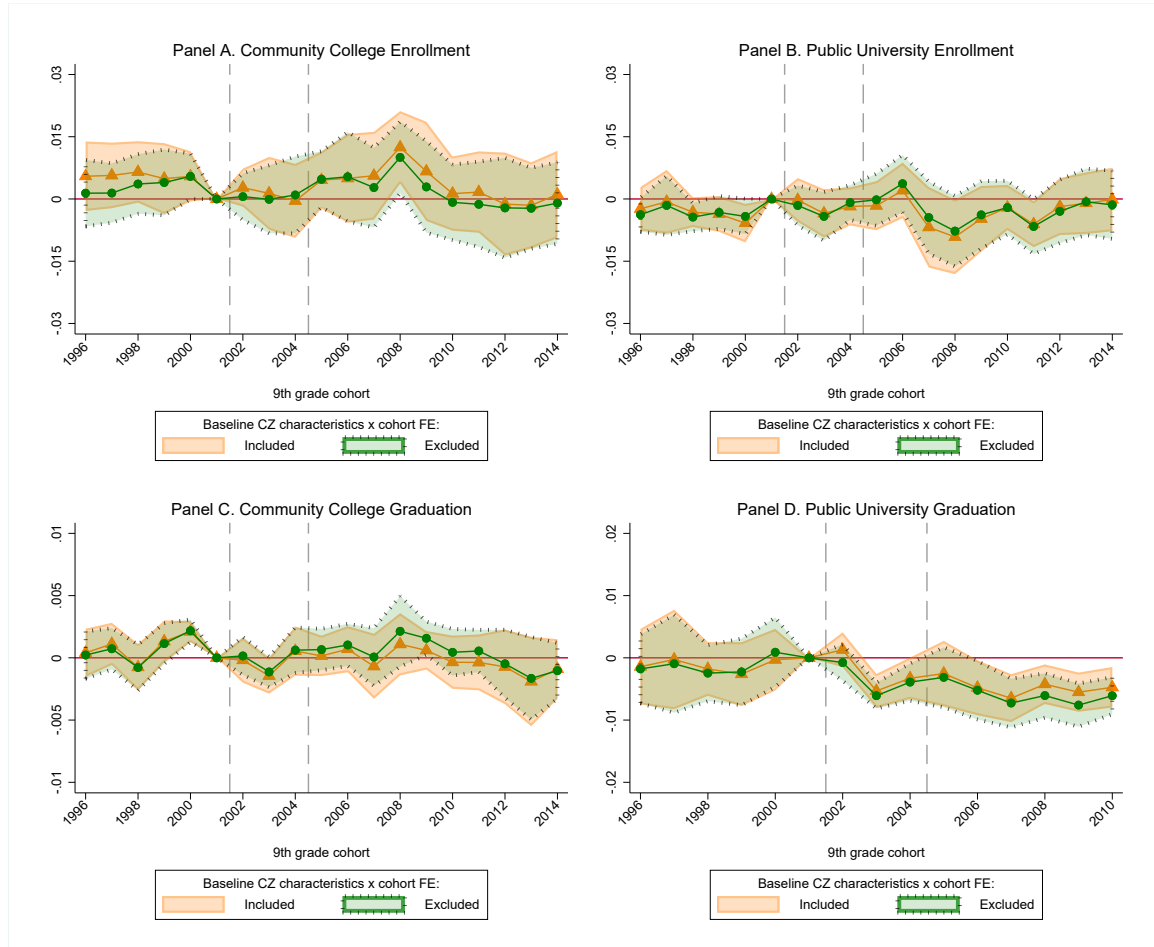 Panel A. Community College Enrollment
.03
.015
0
-.015
-.03
1996 1998 2000 2002 2004 2006 2008 2010 2012 2014
9th grade cohort
Baseline CZ characteristics x cohort FE:
Included Excluded
Panel B. Public University Enrollment
.03
.015
0
-.015
-.03
1996 1998 2000 2002 2004 2006 2008 2010 2012 2014
9th grade cohort
Baseline CZ characteristics x cohort FE:
Included Excluded
Panel C. Community College Graduation
.01
.005
0
-.005
-.01
1996 1998 2000 2002 2004 2006 2008 2010 2012 2014
9th grade cohort
Baseline CZ characteristics x cohort FE:
Included Excluded
Panel D. Public University Graduation
.02
.01
0
-.01
-.02
1996 1998 2000 2002 2004 2006 2008 2010
9th grade cohort
Baseline CZ characteristics x cohort FE:
Included Excluded